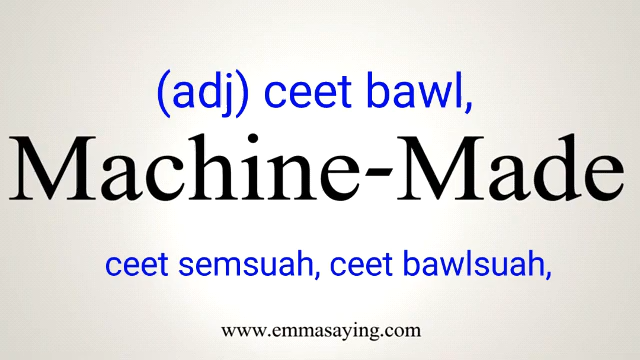 (adj) ceet bawl,
Machine-Made
ceet semsuah, ceet bawlsuah,
www.emmasaying.com